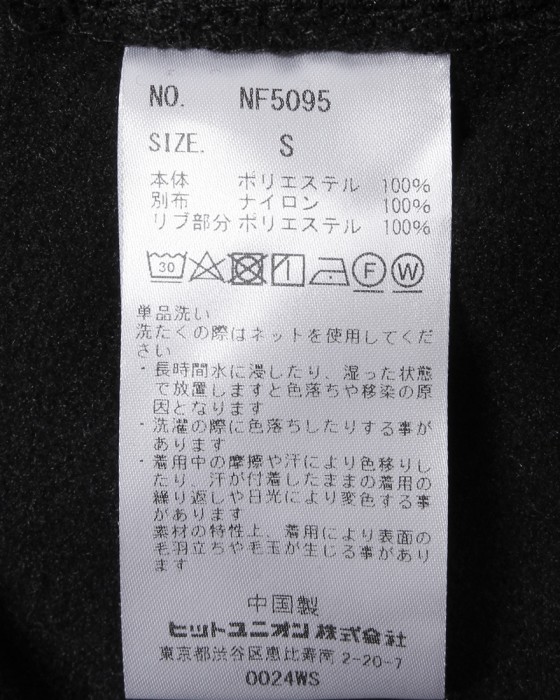 NO. NF5095
SIZE. S
本体 ポリエステル 100%
別布 ナイロン 100%
リブ部分 ポリエステル 100%
30 F W
単品洗い
洗たくの際はネットを使用してくだ
さい
・長時間水に浸したり、湿った状態
で放置しますと色落ちや移染の原
因となります
・洗濯の際に色落ちしたりする事が
あります
・着用中の摩擦や汗により色移りし
たり、汗が付着したままの着用の
繰り返しや日光により変色する事
があります
素材の特性上、着用により表面の
毛羽立ちや毛玉が生じる事があり
ます
中国製
ヒットユニオン株式会社
東京都渋谷区恵比寿南 2-20-7
0024WS